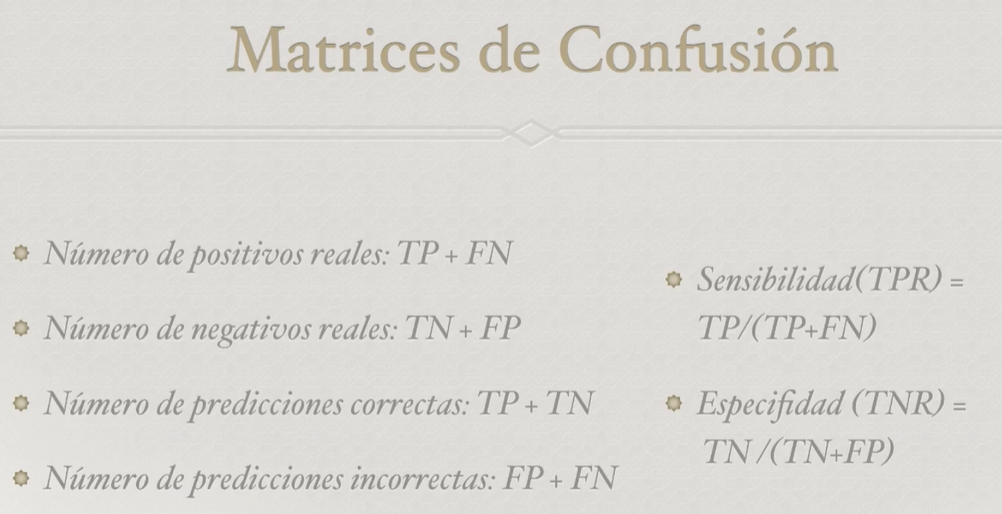 Matrices de Confusión
Número de positivos reales: TP + FN
Número de negativos reales: TN + FP
Número de predicciones correctas: TP + TN
Número de predicciones incorrectas: FP + FN
Sensibilidad(TPR) =
TP/(TP+FN)
Especifidad (TNR) =
TN /(TN+FP)